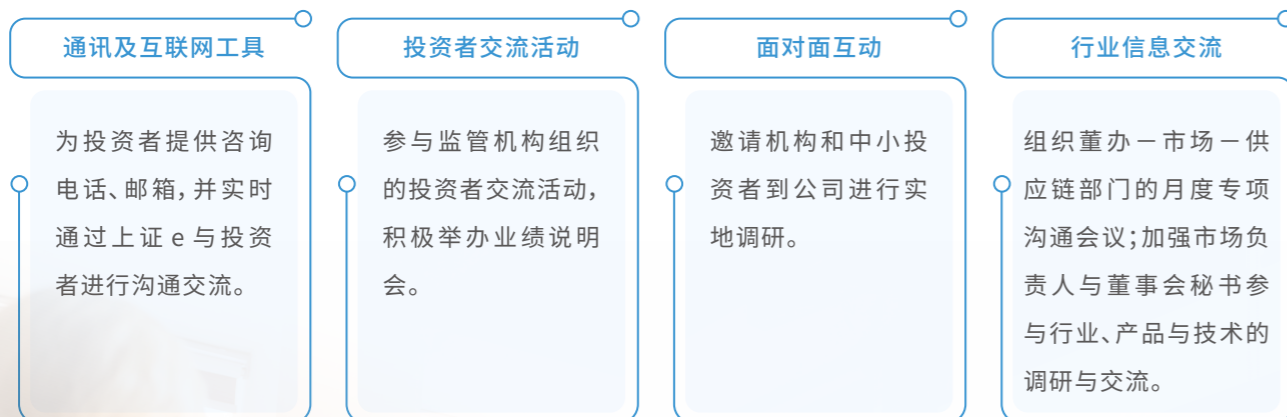 通讯及互联网工具
为投资者提供咨询
电话、邮箱，并实时
通过上证 e 与投资
者进行沟通交流。
投资者交流活动
参与监管机构组织
的投资者交流活动，
积极举办业绩说明
会。
面对面互动
邀请机构和中小投
资者到公司进行实
地调研。
行业信息交流
组织董办－市场－供
应链部门的月度专项
沟通会议；加强市场负
责人与董事会秘书参
与行业、产品与技术的
调研与交流。